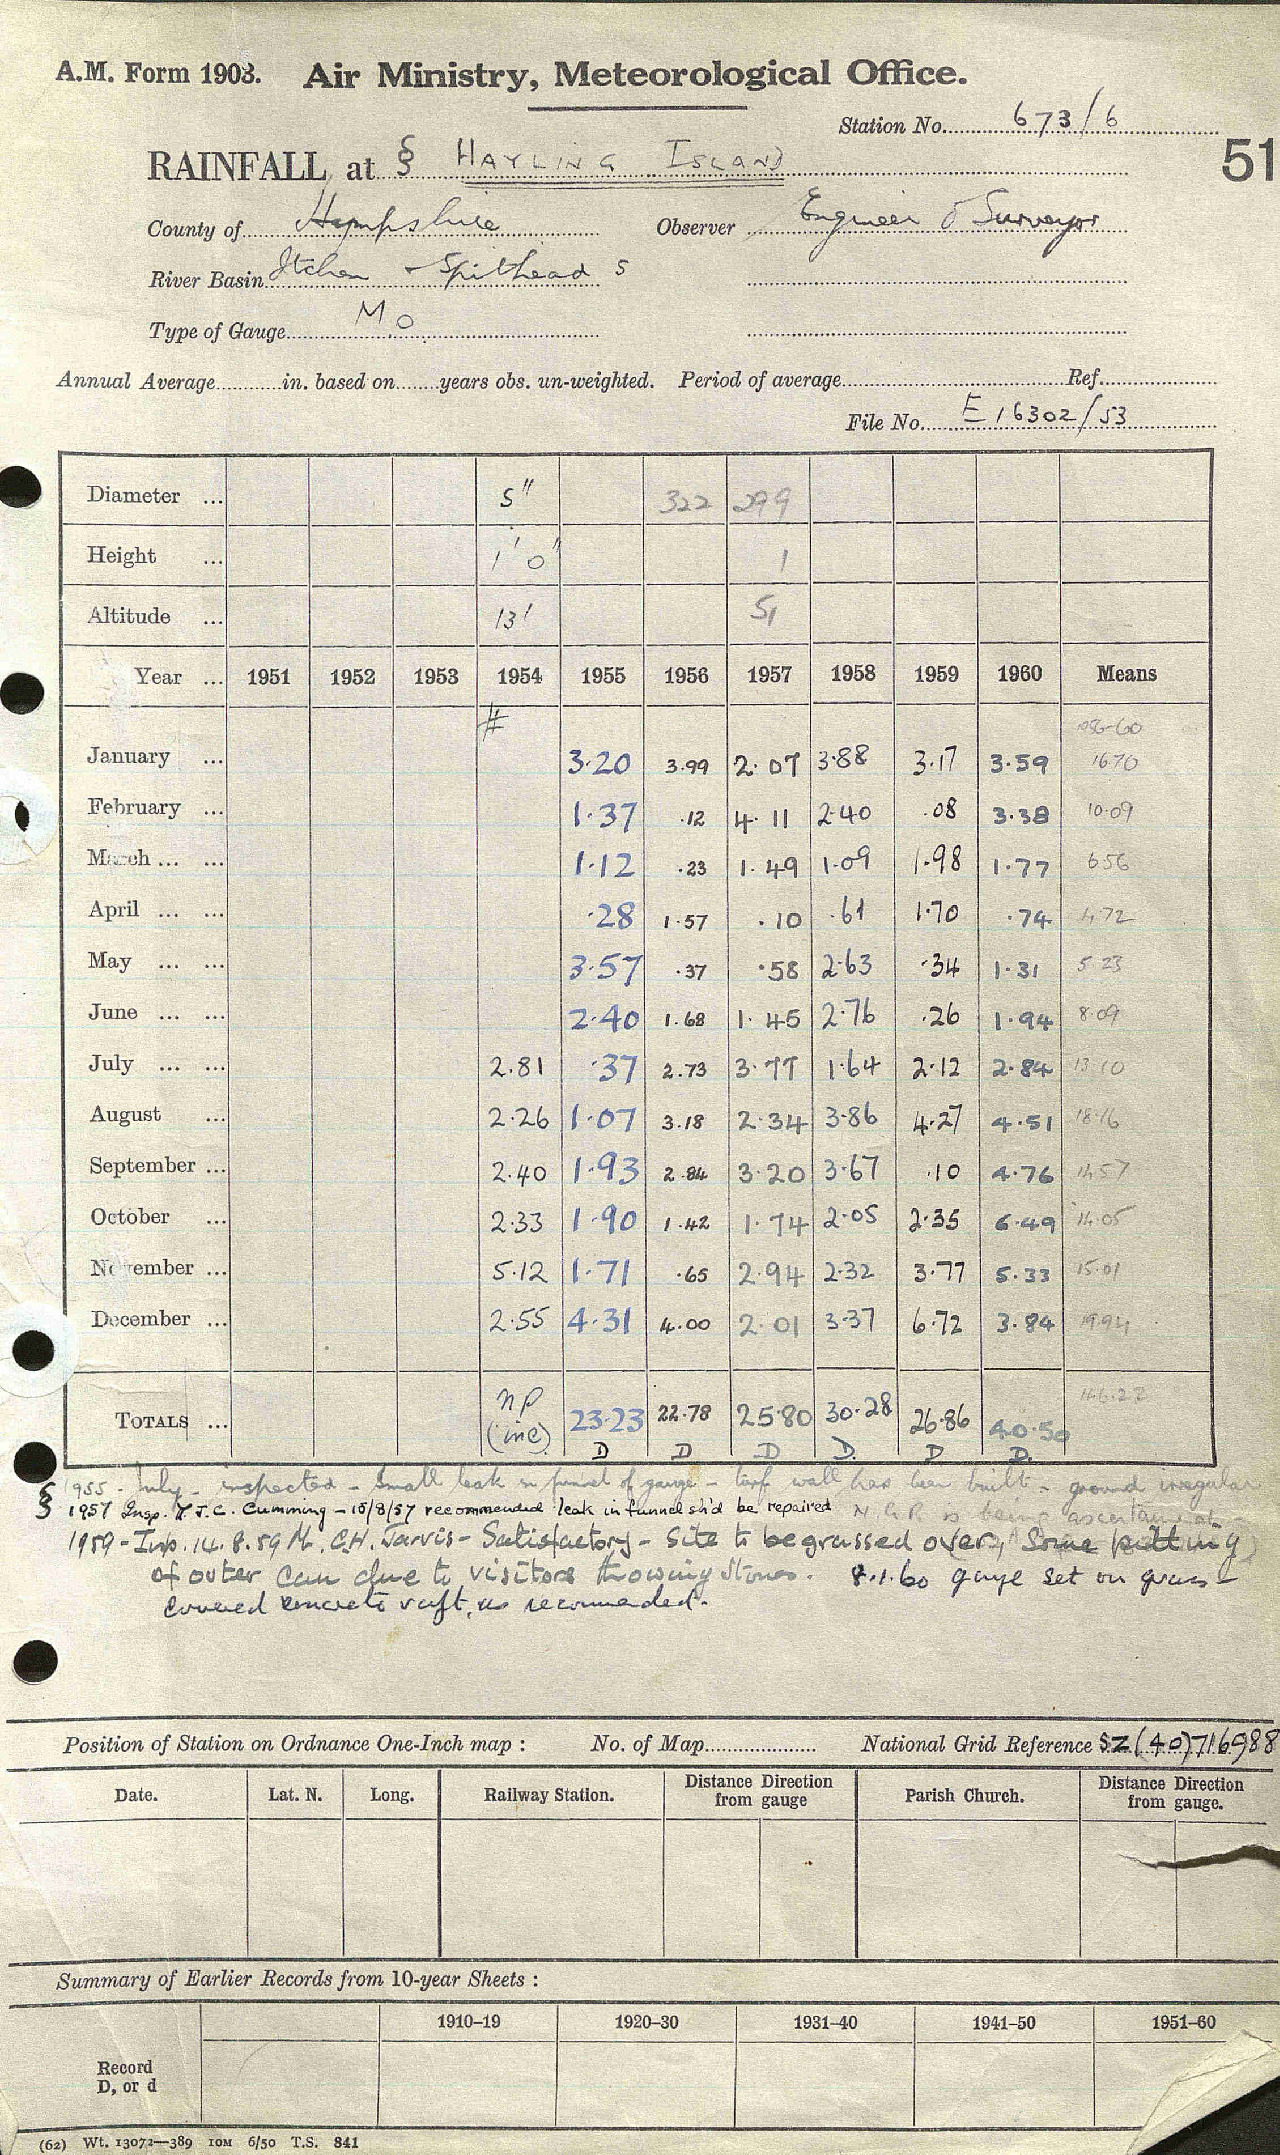 A.M. Form 1903. Air Ministry, Meteorological Office.
Station No. 673/6
51
RAINFALL at § HAYLING ISLAND
County of Hampshire Observer Engineer & Surveyor
River Basin Itchen - Spithead S
Type of Gauge M.O.
Annual Average in. based on years obs. un-weighted. Period of average Ref.
File No. E16302/53
Diameter ... 5" 322 299
Height ... 1' 0" 1
Altitude ... 13' 51
Year ... 1951 1952 1953 1954 1955 1956 1957 1958 1959 1960 Means
# 1956-60
January ... 3.20 3.99 2.07 3.88 3.17 3.59 16.70
February ... 1.37 .12 4.11 2.40 .08 3.38 10.09
March ... ... 1.12 .23 1.49 1.09 1.98 1.77 6.56
April ... ... .28 1.57 .10 .61 1.70 .74 4.72
May ... ... 3.57 .37 .58 2.63 .34 1.31 5.23
June ... ... 2.40 1.68 1.45 2.76 .26 1.94 8.09
July ... ... 2.81 .37 2.73 3.77 1.64 2.12 2.84 13.10
August ... 2.26 1.07 3.18 2.34 3.86 4.27 4.51 18.16
September ... 2.40 1.93 2.84 3.20 3.67 .10 4.76 14.57
October ... 2.33 1.90 1.42 1.74 2.05 2.35 6.49 14.05
November ... 5.12 1.71 .65 2.94 2.32 3.77 5.33 15.01
December ... 2.55 4.31 4.00 2.01 3.37 6.72 3.84 19.94
TOTALS ... NP (inc) 23.23 22.78 25.80 30.28 26.86 40.50 146.22
D D D D. D D.
1955 - July - inspected - Small leak in funnel of gauge - turf wall has been built - ground irregular
§ 1957 Insp. J.C. Cumming - 15/8/57 recommended leak in funnel sh'd be repaired N.G.R. is being ascertained
1959 - Insp. 14.8.59 Mr. C.H. Jarvis - Satisfactory - Site to be grassed over, Some pitting
of outer can due to visitors throwing stones. 8.1.60 gauge set on grass-
covered concrete raft, as recommended.
Position of Station on Ordnance One-Inch map : No. of Map National Grid Reference SZ(40)716988
Date. Lat. N. Long. Railway Station. Distance Direction from gauge Parish Church. Distance Direction from gauge.
Summary of Earlier Records from 10-year Sheets :
1910–19 1920–30 1931–40 1941–50 1951–60
Record
D, or d
(62) Wt. 13072—389 10M 6/50 T.S. 841